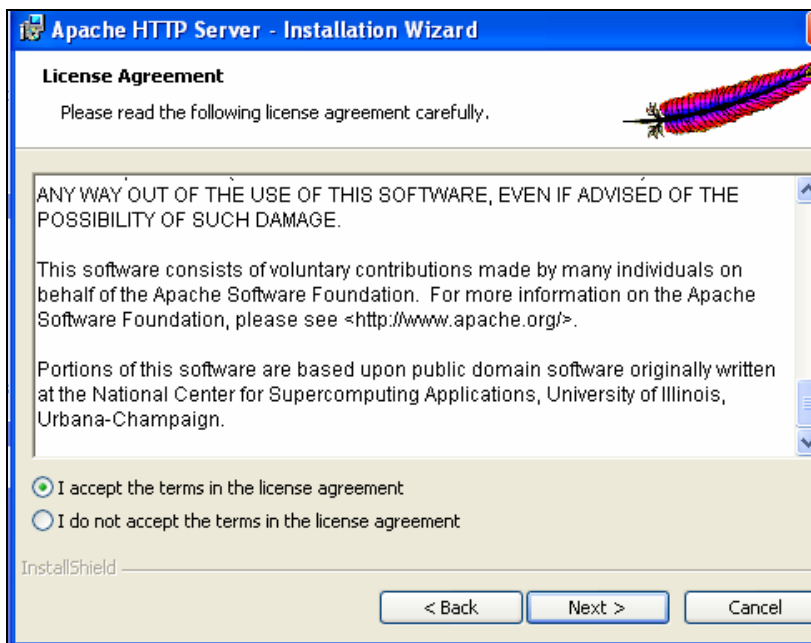 Apache HTTP Server - Installation Wizard
License Agreement
Please read the following license agreement carefully.
ANY WAY OUT OF THE USE OF THIS SOFTWARE, EVEN IF ADVISED OF THE
POSSIBILITY OF SUCH DAMAGE.
This software consists of voluntary contributions made by many individuals on
behalf of the Apache Software Foundation.  For more information on the Apache
Software Foundation, please see <http://www.apache.org/>.
Portions of this software are based upon public domain software originally written
at the National Center for Supercomputing Applications, University of Illinois,
Urbana-Champaign.
I accept the terms in the license agreement
I do not accept the terms in the license agreement
InstallShield
< Back Next > Cancel